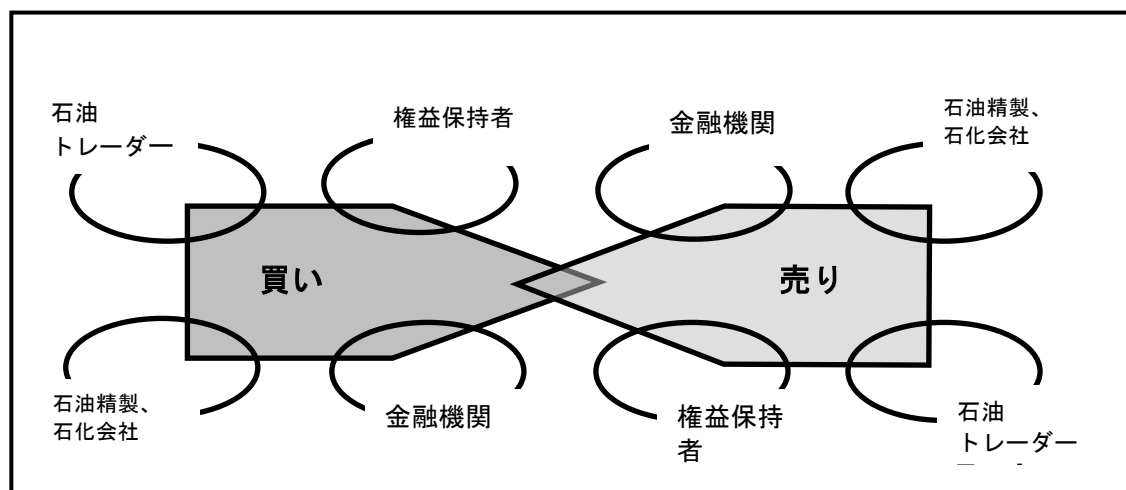 石油
トレーダー
権益保持者
金融機関
石油精製、
石化会社
買い
売り
石油精製、
石化会社
金融機関
権益保持
者
石油
トレーダー